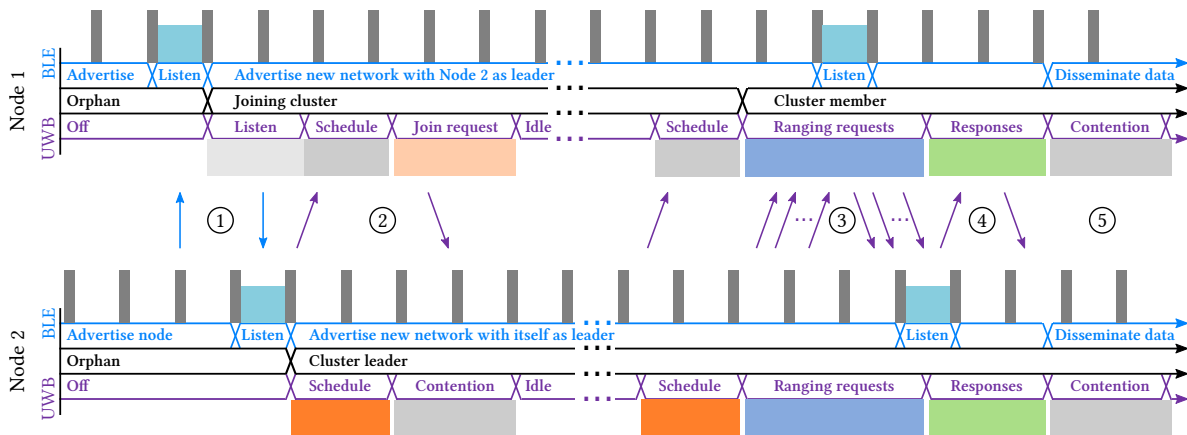 Node 1
BLE
Advertise Listen Advertise new network with Node 2 as leader ... Listen Disseminate data
Orphan Joining cluster ... Cluster member
UWB
Off Listen Schedule Join request Idle ... Schedule Ranging requests Responses Contention
1 2 ... 3 ... 4 5
Node 2
BLE
Advertise node Listen Advertise new network with itself as leader ... Listen Disseminate data
Orphan Cluster leader ...
UWB
Off Schedule Contention Idle ... Schedule Ranging requests Responses Contention